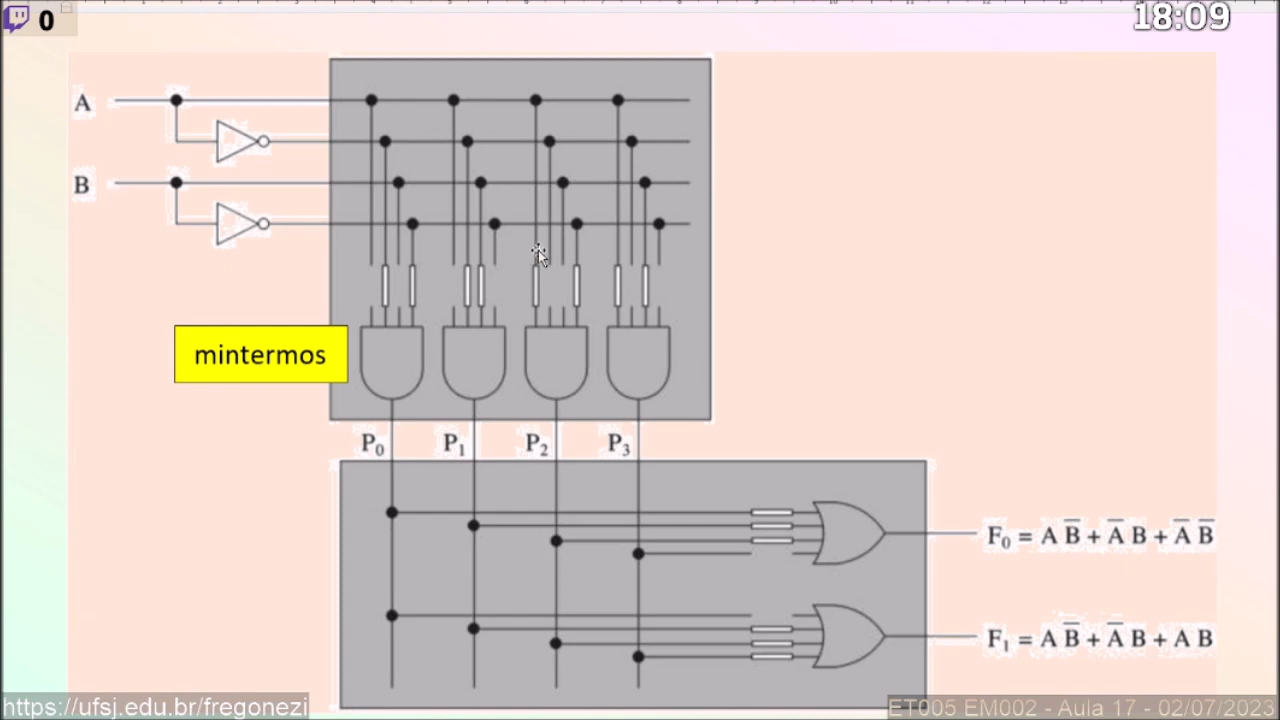 0
18:09
A
B
mintermos
P₀ P₁ P₂ P₃
F₀ = A B̅ + A̅ B + A̅ B̅
F₁ = A B̅ + A̅ B + A B
https://ufsj.edu.br/fregonezi
ET005 EM002 - Aula 17 - 02/07/2023